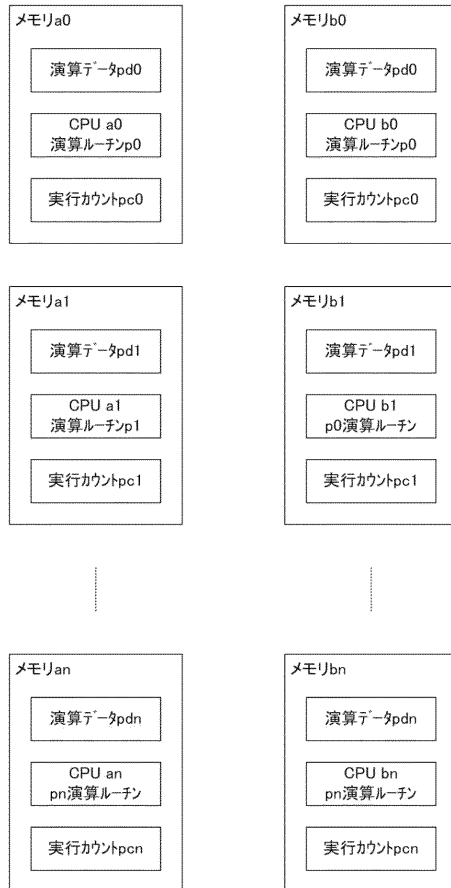 メモリa0
演算データpd0
CPU a0
演算ルーチンp0
実行カウントpc0
メモリb0
演算データpd0
CPU b0
演算ルーチンp0
実行カウントpc0
メモリa1
演算データpd1
CPU a1
演算ルーチンp1
実行カウントpc1
メモリb1
演算データpd1
CPU b1
p0演算ルーチン
実行カウントpc1
メモリan
演算データpdn
CPU an
pn演算ルーチン
実行カウントpcn
メモリbn
演算データpdn
CPU bn
pn演算ルーチン
実行カウントpcn